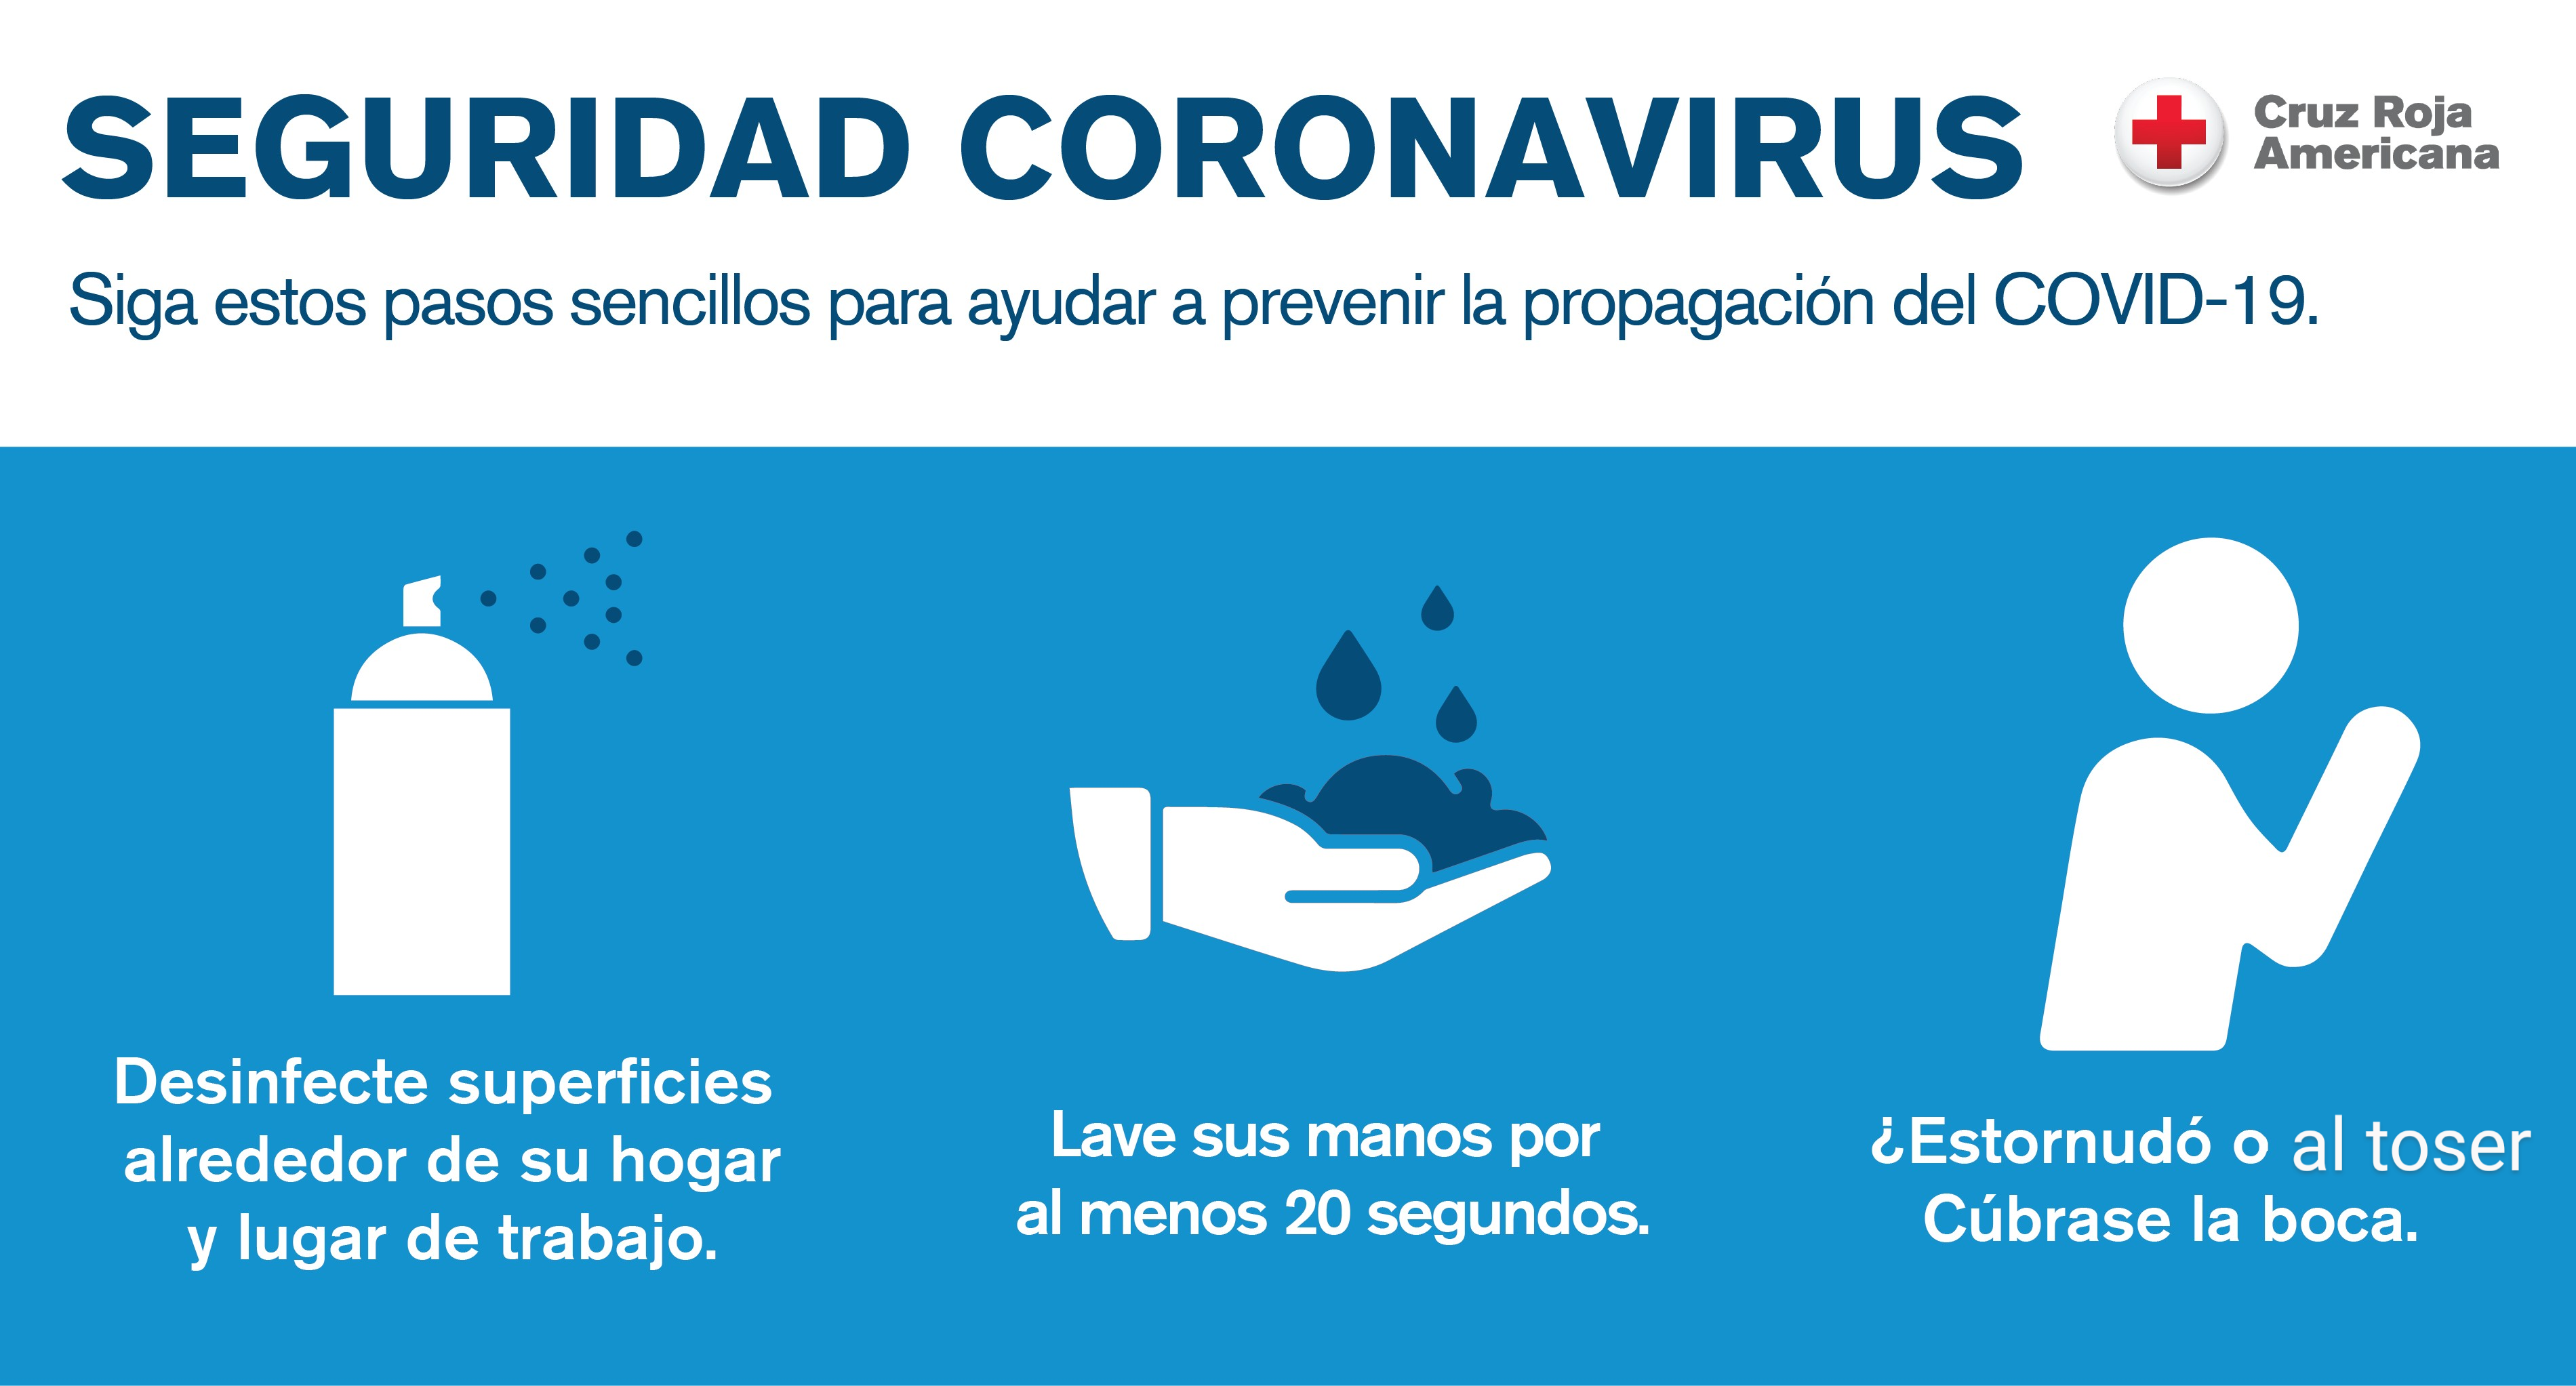 SEGURIDAD CORONAVIRUS
Cruz Roja
Americana
Siga estos pasos sencillos para ayudar a prevenir la propagación del COVID-19.
Desinfecte superficies
alrededor de su hogar
y lugar de trabajo.
Lave sus manos por
al menos 20 segundos.
¿Estornudó o al toser
Cúbrase la boca.